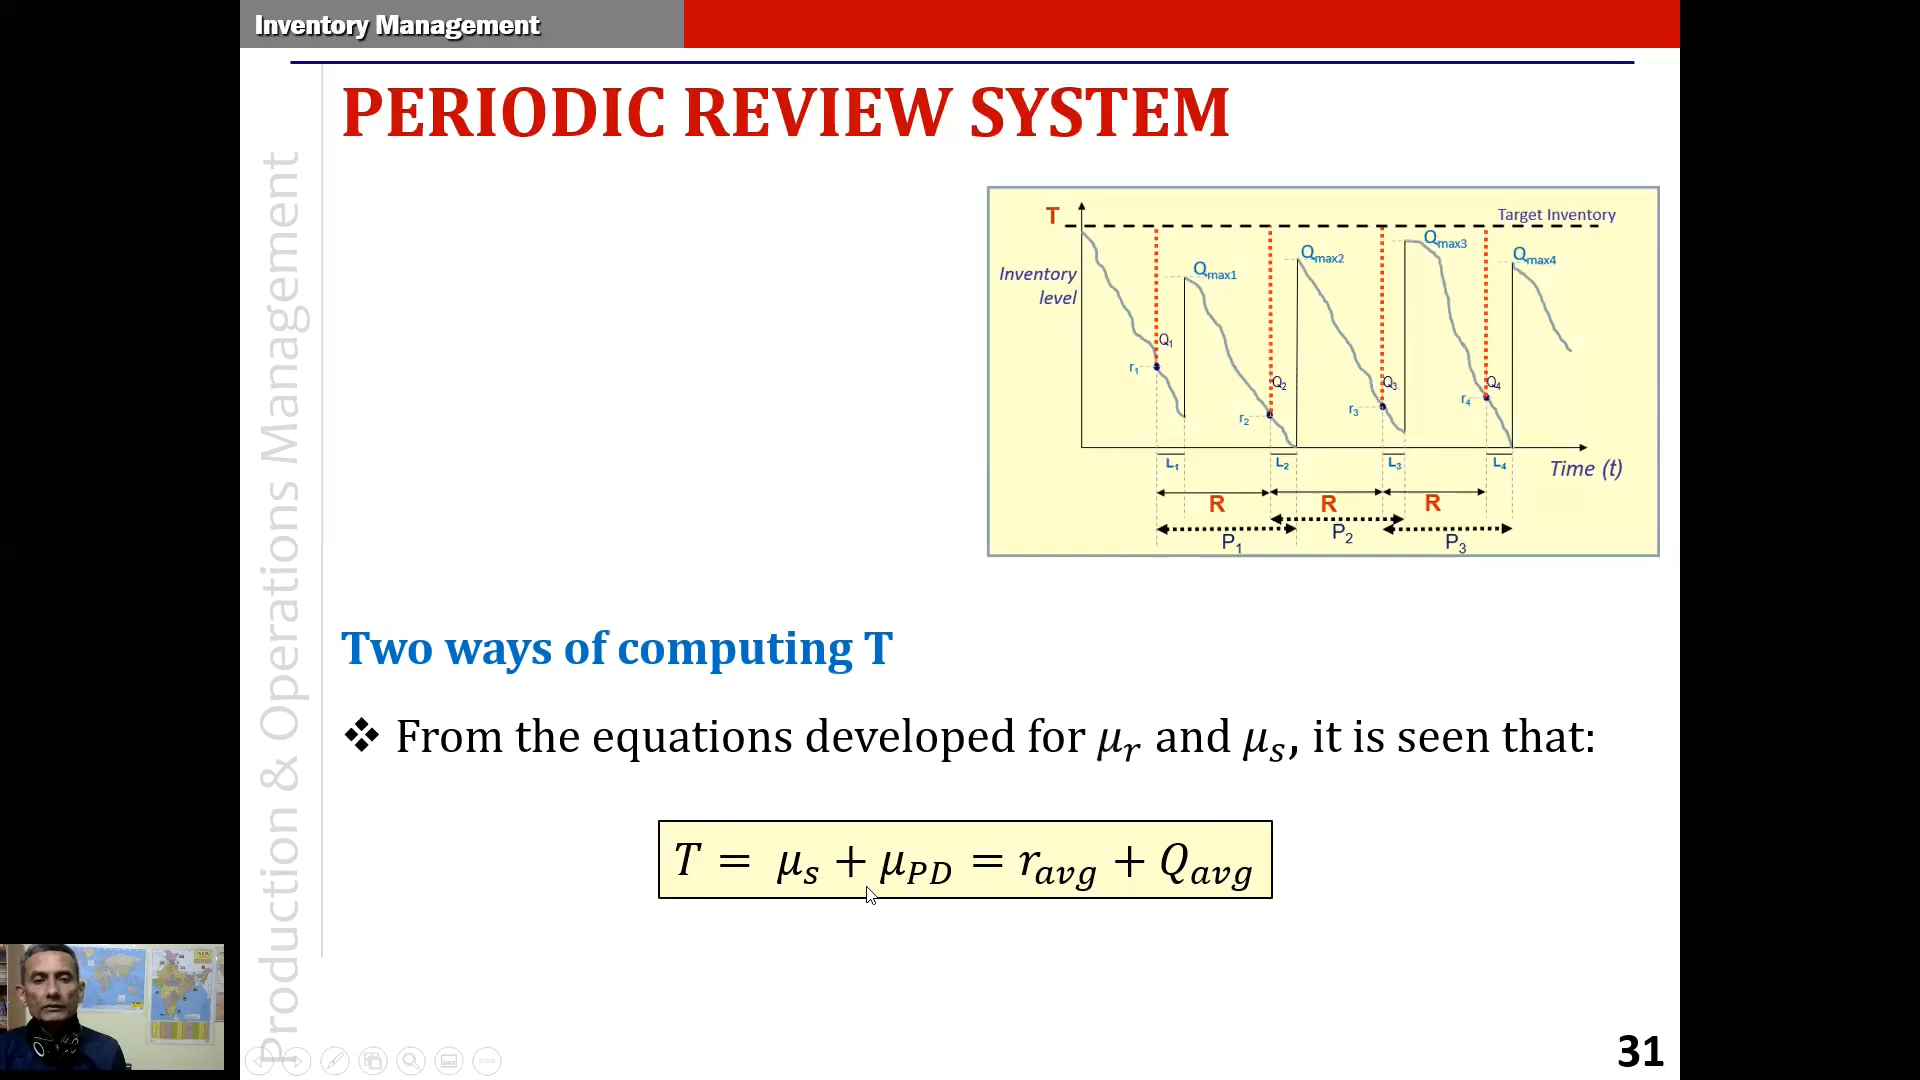 Inventory Management
PERIODIC REVIEW SYSTEM
Production & Operations Management
T
Target Inventory
Inventory
level
Qmax1
Qmax2
Qmax3
Qmax4
Q1
Q2
Q3
Q4
r1
r2
r3
r4
L1
L2
L3
L4
Time (t)
R
R
R
P1
P2
P3
Two ways of computing T
❖ From the equations developed for μr and μs, it is seen that:
T = μs + μPD = ravg + Qavg
31